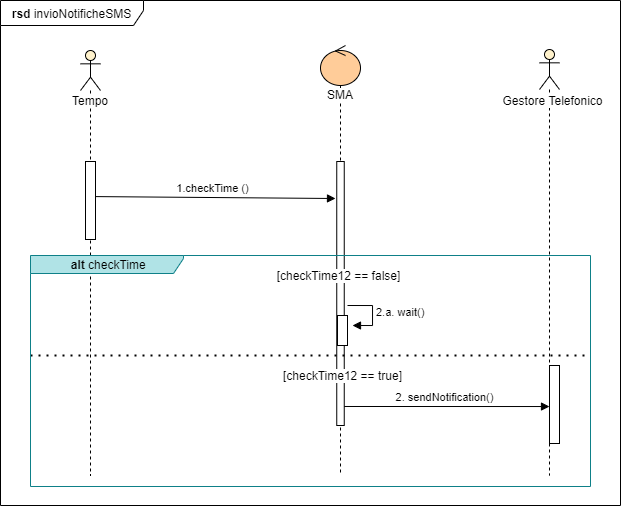 rsd invioNotificheSMS
Tempo
SMA
Gestore Telefonico
1.checkTime ()
alt checkTime
[checkTime12 == false]
2.a. wait()
[checkTime12 == true]
2. sendNotification()